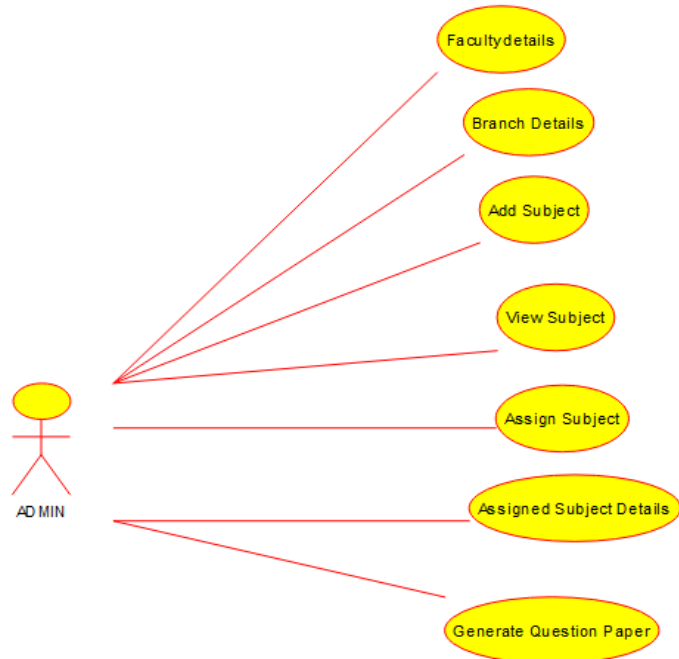 Facultydetails
Branch Details
Add Subject
View Subject
Assign Subject
Assigned Subject Details
ADMIN
Generate Question Paper